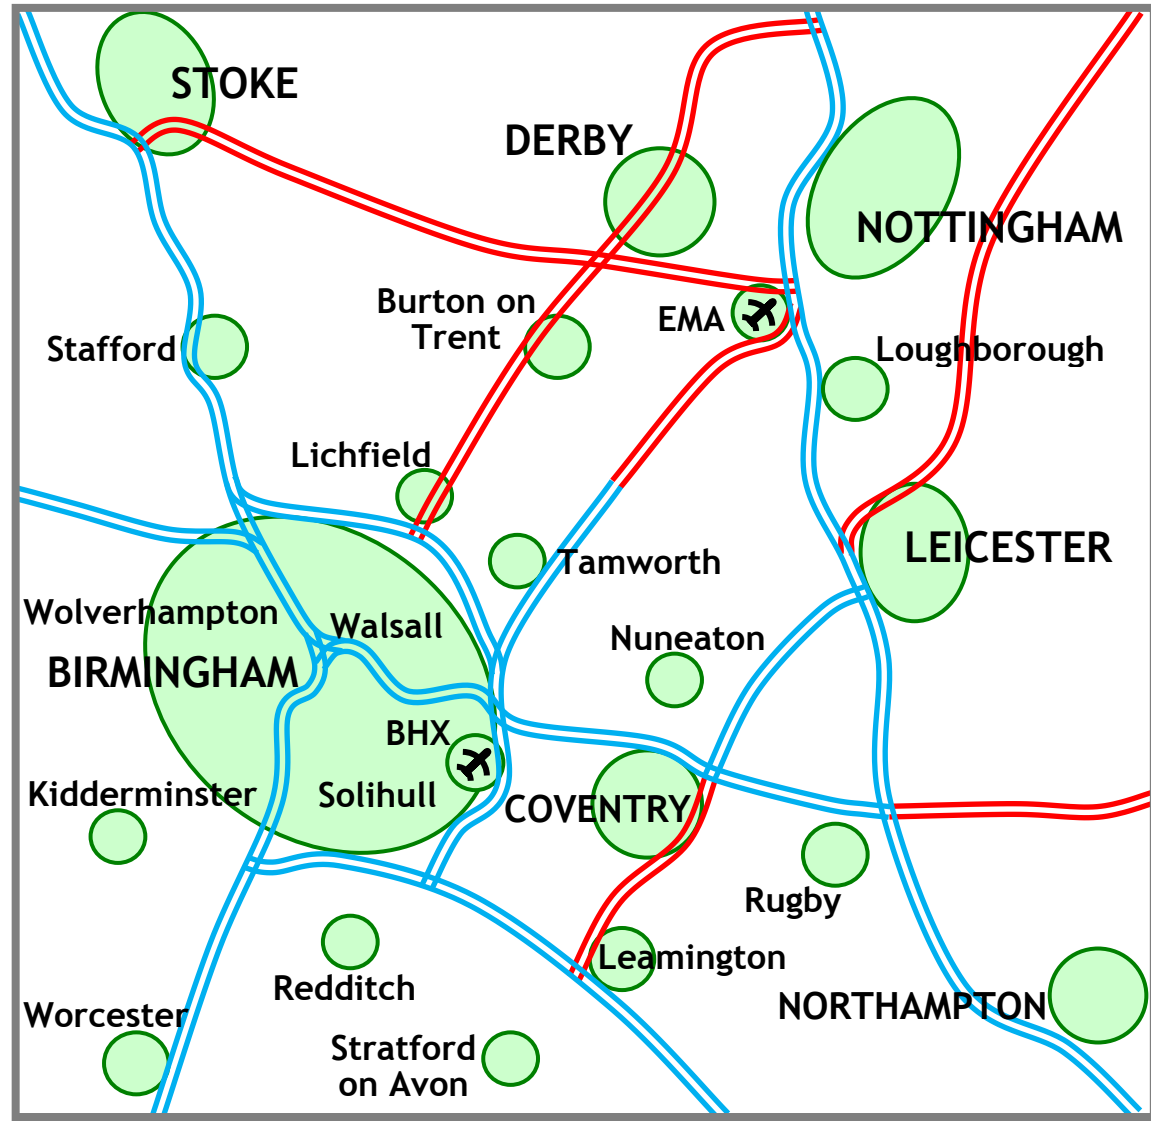 STOKE
DERBY
NOTTINGHAM
Burton on
Trent
EMA
Stafford
Loughborough
Lichfield
LEICESTER
Tamworth
Wolverhampton
Walsall
Nuneaton
BIRMINGHAM
BHX
Kidderminster
Solihull
COVENTRY
Rugby
Leamington
Redditch
NORTHAMPTON
Worcester
Stratford
on Avon